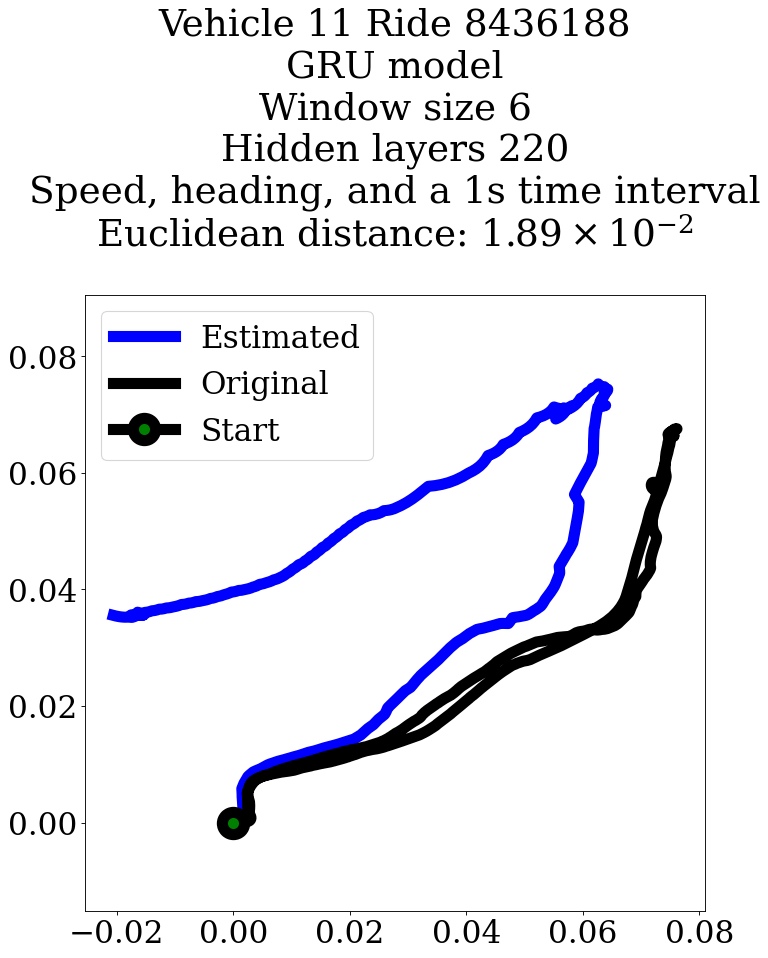 Vehicle 11 Ride 8436188
GRU model
Window size 6
Hidden layers 220
Speed, heading, and a 1s time interval
Euclidean distance: 1.89 × 10⁻²
Estimated
Original
Start
0.08
0.06
0.04
0.02
0.00
−0.02 0.00 0.02 0.04 0.06 0.08